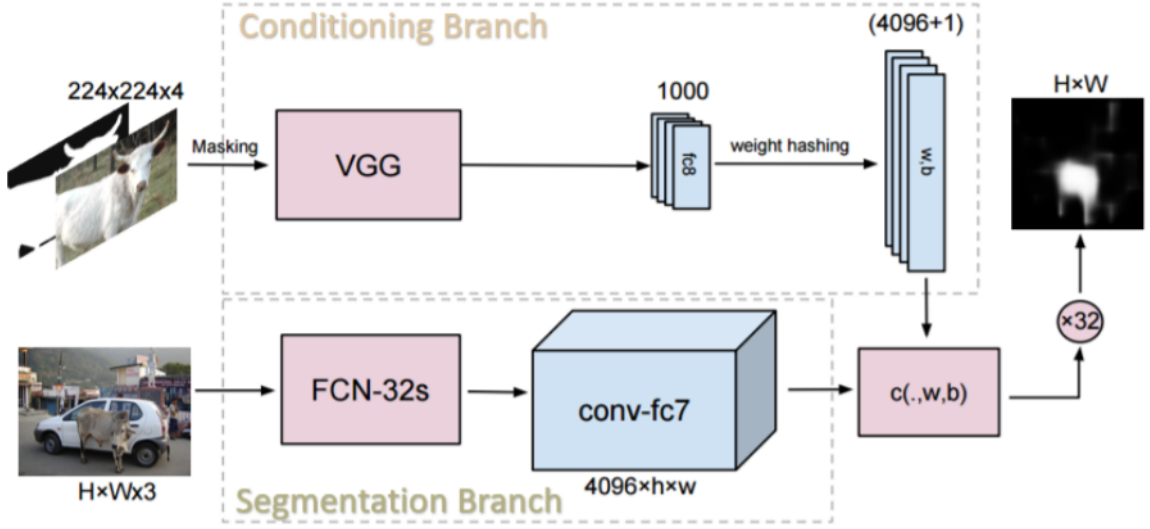 Conditioning Branch
(4096+1)
224x224x4
1000
H×W
Masking
VGG
fc8
weight hashing
w,b
×32
FCN-32s
conv-fc7
c(.,w,b)
H×Wx3
4096×h×w
Segmentation Branch